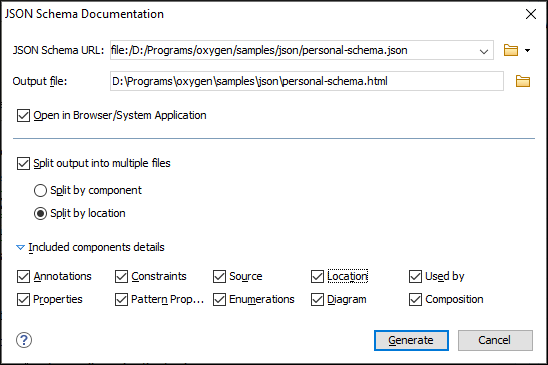 JSON Schema Documentation
JSON Schema URL: file:/D:/Programs/oxygen/samples/json/personal-schema.json
Output file: D:\Programs\oxygen\samples\json\personal-schema.html
Open in Browser/System Application
Split output into multiple files
Split by component
Split by location
Included components details
Annotations Constraints Source Location Used by
Properties Pattern Prop... Enumerations Diagram Composition
? Generate Cancel